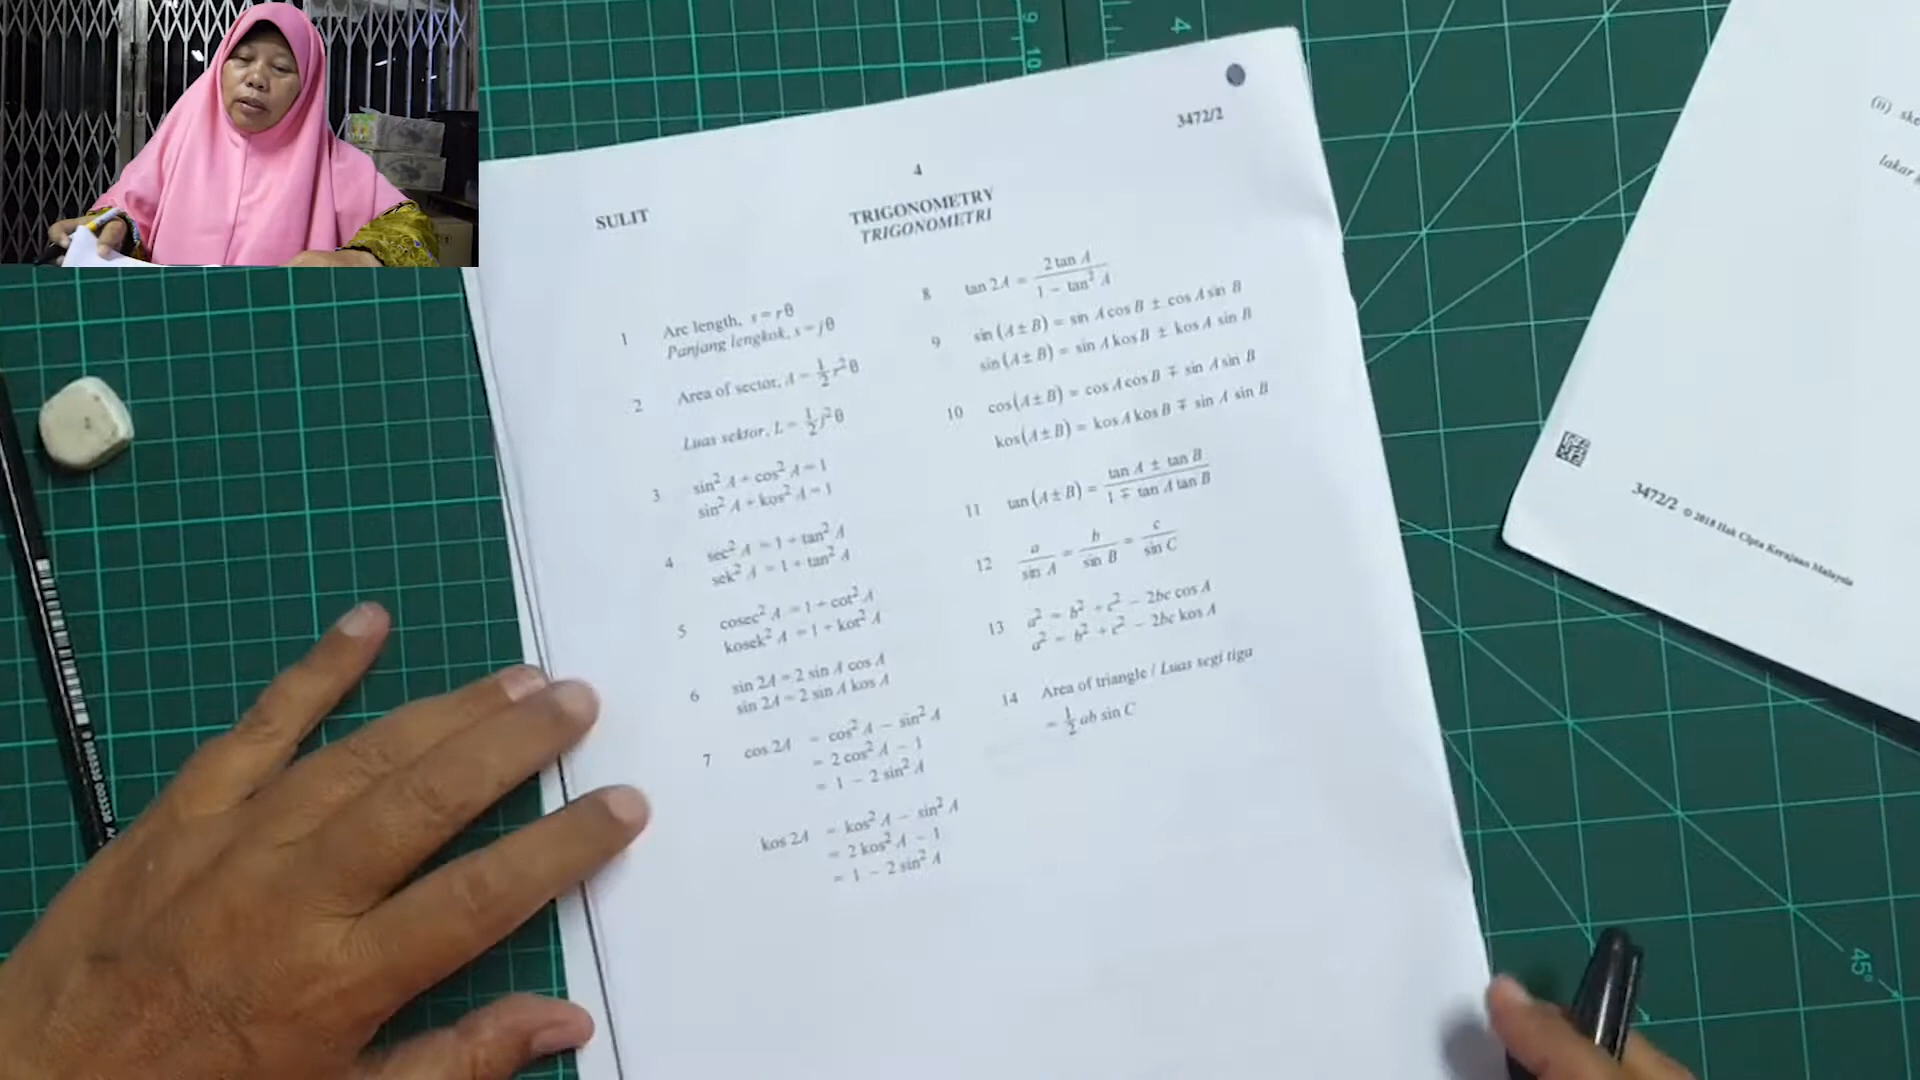 3472/2
4
SULIT
TRIGONOMETRY
TRIGONOMETRI
1 Arc length, s = rθ
Panjang lengkok, s = jθ
2 Area of sector, A = 1/2 r²θ
Luas sektor, L = 1/2 j²θ
3 sin² A + cos² A = 1
sin² A + kos² A = 1
4 sec² A = 1 + tan² A
sek² A = 1 + tan² A
5 cosec² A = 1 + cot² A
kosek² A = 1 + kot² A
6 sin 2A = 2 sin A cos A
sin 2A = 2 sin A kos A
7 cos 2A = cos² A − sin² A
= 2 cos² A − 1
= 1 − 2 sin² A
kos 2A = kos² A − sin² A
= 2 kos² A − 1
= 1 − 2 sin² A
8 tan 2A = 2 tan A / 1 − tan² A
9 sin (A ± B) = sin A cos B ± cos A sin B
sin (A ± B) = sin A kos B ± kos A sin B
10 cos (A ± B) = cos A cos B ∓ sin A sin B
kos (A ± B) = kos A kos B ∓ sin A sin B
11 tan (A ± B) = tan A ± tan B / 1 ∓ tan A tan B
12 a / sin A = b / sin B = c / sin C
13 a² = b² + c² − 2bc cos A
a² = b² + c² − 2bc kos A
14 Area of triangle / Luas segi tiga
= 1/2 ab sin C
(ii)
lakar
3472/2 © 2018 Hak Cipta Kerajaan Malaysia
9
10
4
45°